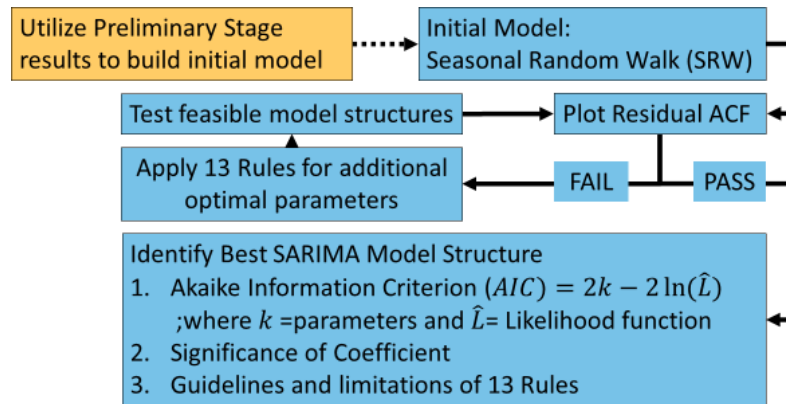 Utilize Preliminary Stage
results to build initial model
Initial Model:
Seasonal Random Walk (SRW)
Test feasible model structures
Plot Residual ACF
Apply 13 Rules for additional
optimal parameters
FAIL
PASS
Identify Best SARIMA Model Structure
1. Akaike Information Criterion (AIC) = 2k − 2 ln(L̂)
;where k =parameters and L̂= Likelihood function
2. Significance of Coefficient
3. Guidelines and limitations of 13 Rules